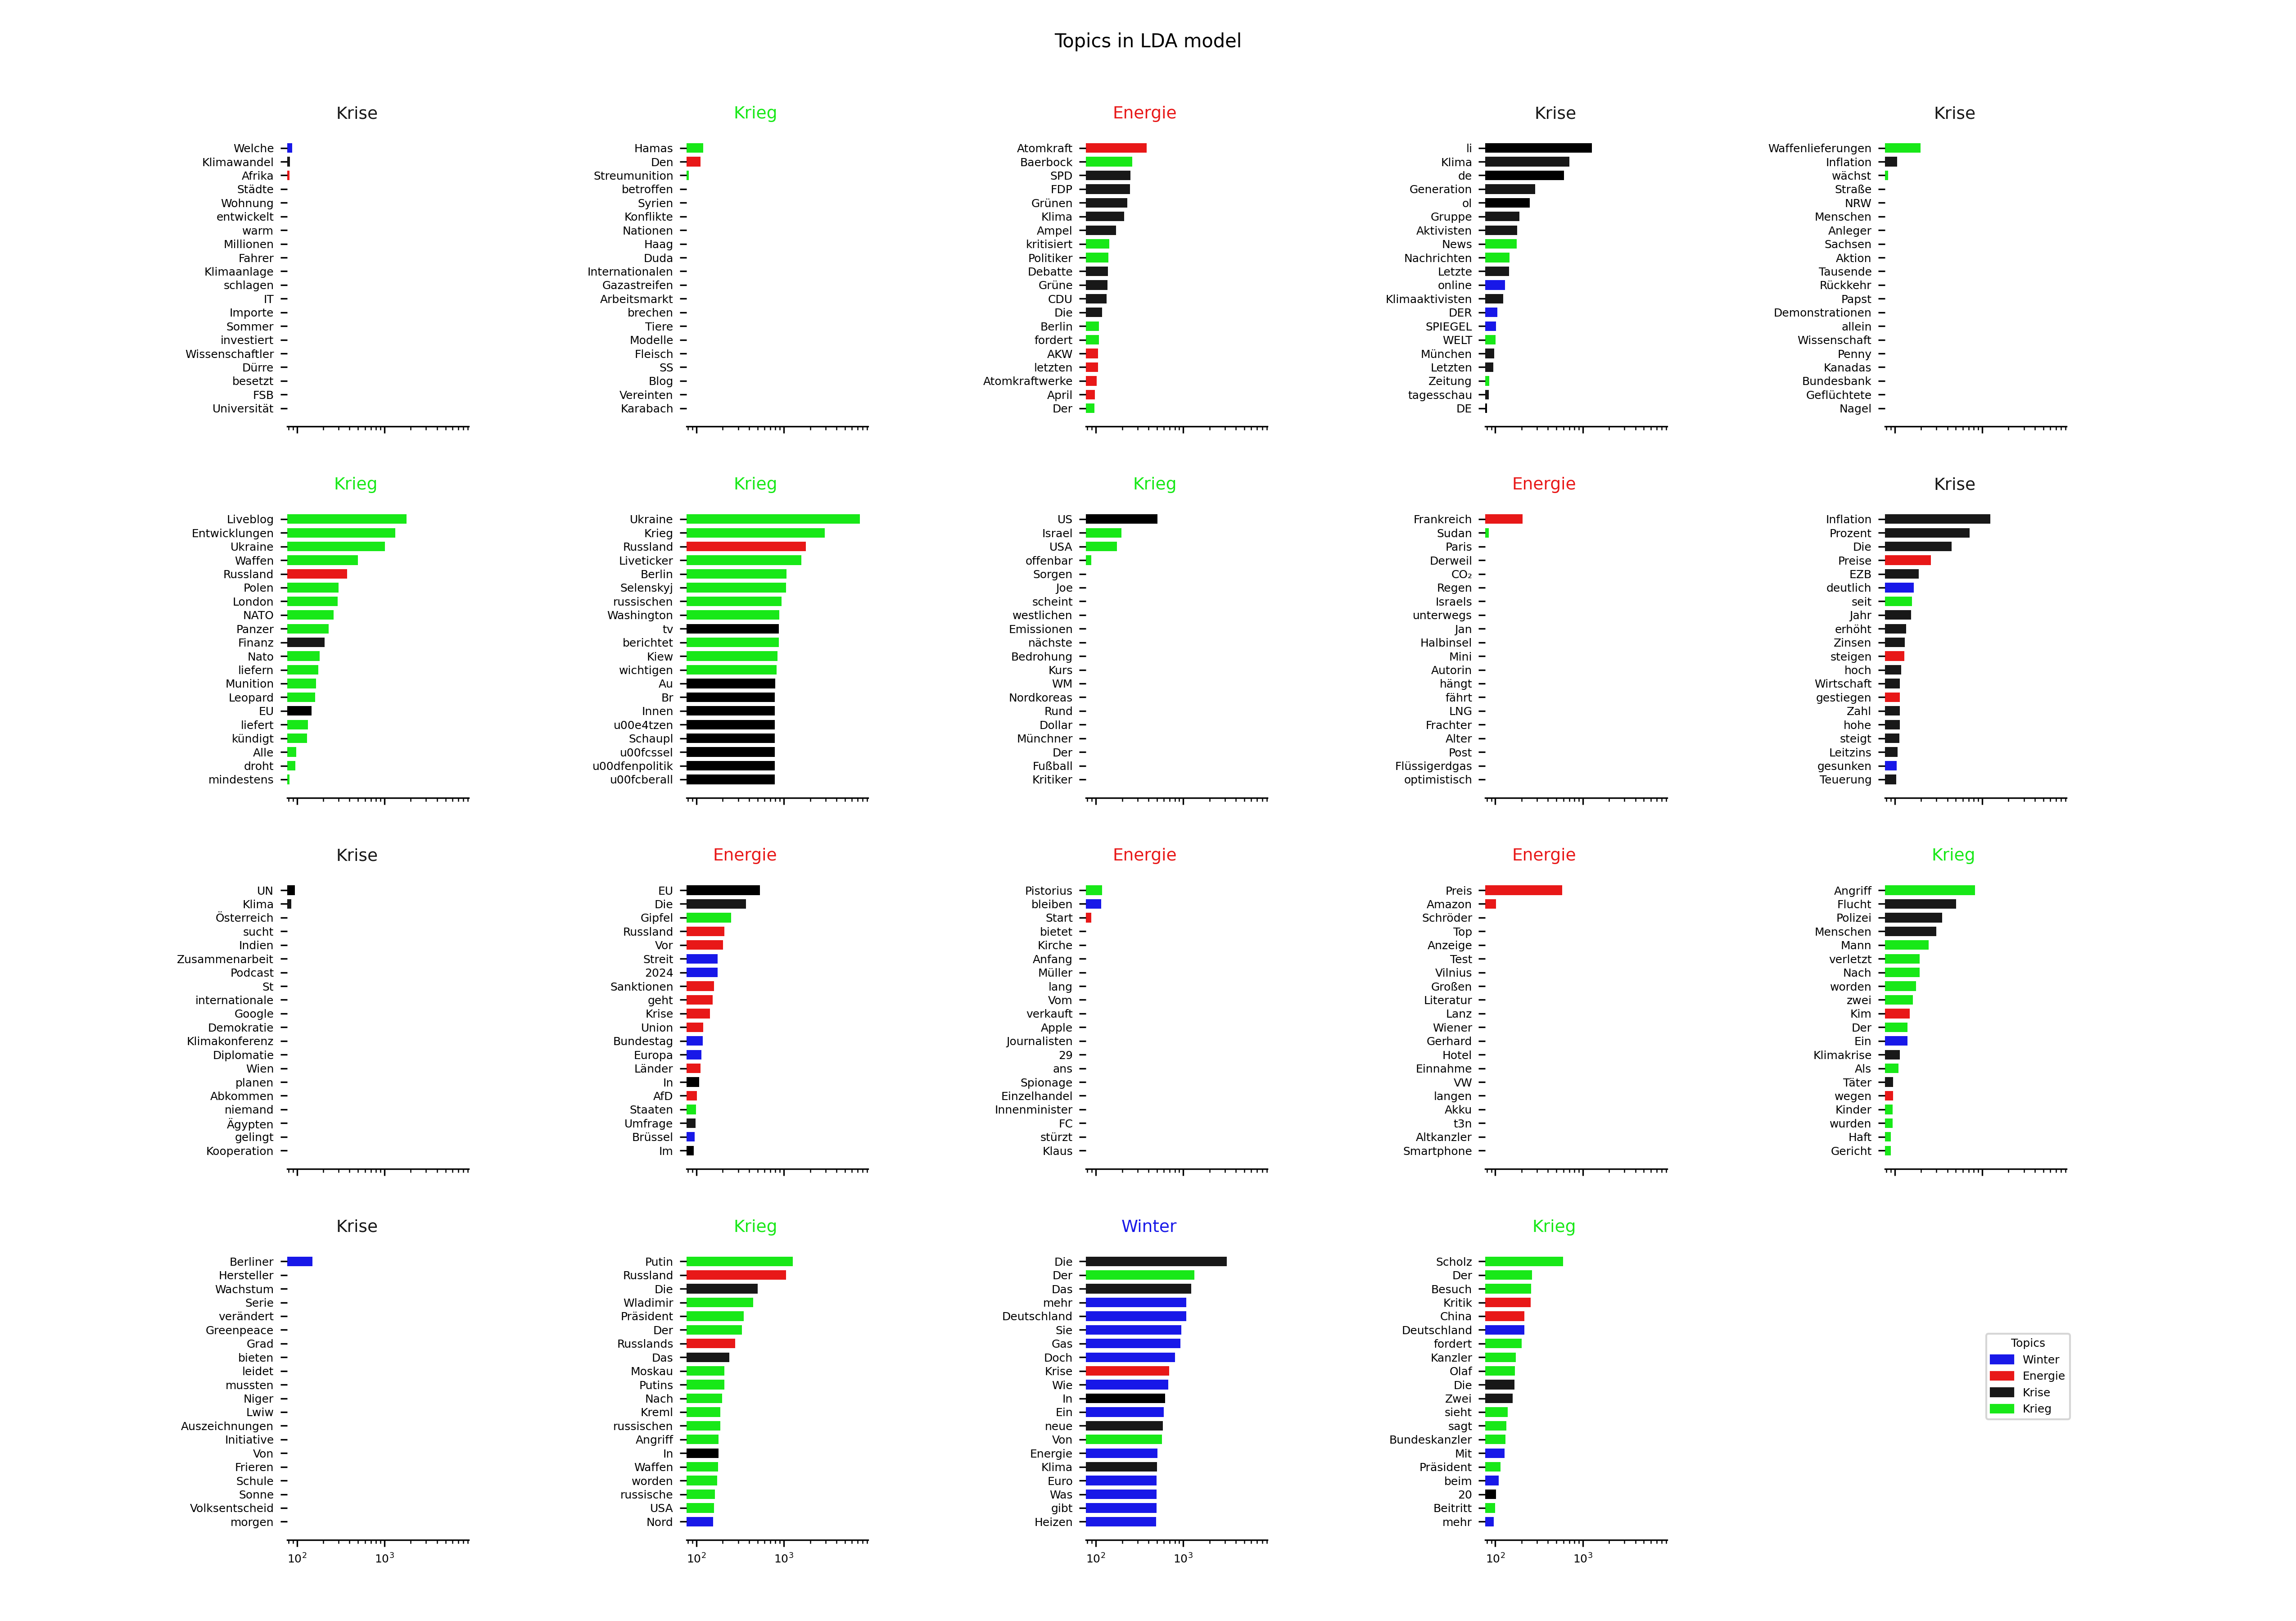 Topics in LDA model
Krise
Welche
Klimawandel
Afrika
Städte
Wohnung
entwickelt
warm
Millionen
Fahrer
Klimaanlage
schlagen
IT
Importe
Sommer
investiert
Wissenschaftler
Dürre
besetzt
FSB
Universität
Krieg
Hamas
Den
Streumunition
betroffen
Syrien
Konflikte
Nationen
Haag
Duda
Internationalen
Gazastreifen
Arbeitsmarkt
brechen
Tiere
Modelle
Fleisch
SS
Blog
Vereinten
Karabach
Energie
Atomkraft
Baerbock
SPD
FDP
Grünen
Klima
Ampel
kritisiert
Politiker
Debatte
Grüne
CDU
Die
Berlin
fordert
AKW
letzten
Atomkraftwerke
April
Der
Krise
li
Klima
de
Generation
ol
Gruppe
Aktivisten
News
Nachrichten
Letzte
online
Klimaaktivisten
DER
SPIEGEL
WELT
München
Letzten
Zeitung
tagesschau
DE
Krise
Waffenlieferungen
Inflation
wächst
Straße
NRW
Menschen
Anleger
Sachsen
Aktion
Tausende
Rückkehr
Papst
Demonstrationen
allein
Wissenschaft
Penny
Kanadas
Bundesbank
Geflüchtete
Nagel
Krieg
Liveblog
Entwicklungen
Ukraine
Waffen
Russland
Polen
London
NATO
Panzer
Finanz
Nato
liefern
Munition
Leopard
EU
liefert
kündigt
Alle
droht
mindestens
Krieg
Ukraine
Krieg
Russland
Liveticker
Berlin
Selenskyj
russischen
Washington
tv
berichtet
Kiew
wichtigen
Au
Br
Innen
u00e4tzen
Schaupl
u00fcssel
u00dfenpolitik
u00fcberall
Krieg
US
Israel
USA
offenbar
Sorgen
Joe
scheint
westlichen
Emissionen
nächste
Bedrohung
Kurs
WM
Nordkoreas
Rund
Dollar
Münchner
Der
Fußball
Kritiker
Energie
Frankreich
Sudan
Paris
Derweil
CO₂
Regen
Israels
unterwegs
Jan
Halbinsel
Mini
Autorin
hängt
fährt
LNG
Frachter
Alter
Post
Flüssigerdgas
optimistisch
Krise
Inflation
Prozent
Die
Preise
EZB
deutlich
seit
Jahr
erhöht
Zinsen
steigen
hoch
Wirtschaft
gestiegen
Zahl
hohe
steigt
Leitzins
gesunken
Teuerung
Krise
UN
Klima
Österreich
sucht
Indien
Zusammenarbeit
Podcast
St
internationale
Google
Demokratie
Klimakonferenz
Diplomatie
Wien
planen
Abkommen
niemand
Ägypten
gelingt
Kooperation
Energie
EU
Die
Gipfel
Russland
Vor
Streit
2024
Sanktionen
geht
Krise
Union
Bundestag
Europa
Länder
In
AfD
Staaten
Umfrage
Brüssel
Im
Energie
Pistorius
bleiben
Start
bietet
Kirche
Anfang
Müller
lang
Vom
verkauft
Apple
Journalisten
29
ans
Spionage
Einzelhandel
Innenminister
FC
stürzt
Klaus
Energie
Preis
Amazon
Schröder
Top
Anzeige
Test
Vilnius
Großen
Literatur
Lanz
Wiener
Gerhard
Hotel
Einnahme
VW
langen
Akku
t3n
Altkanzler
Smartphone
Krieg
Angriff
Flucht
Polizei
Menschen
Mann
verletzt
Nach
worden
zwei
Kim
Der
Ein
Klimakrise
Als
Täter
wegen
Kinder
wurden
Haft
Gericht
Krise
Berliner
Hersteller
Wachstum
Serie
verändert
Greenpeace
Grad
bieten
leidet
mussten
Niger
Lwiw
Auszeichnungen
Initiative
Von
Frieren
Schule
Sonne
Volksentscheid
morgen
10² 10³
Krieg
Putin
Russland
Die
Wladimir
Präsident
Der
Russlands
Das
Moskau
Putins
Nach
Kreml
russischen
Angriff
In
Waffen
worden
russische
USA
Nord
10² 10³
Winter
Die
Der
Das
mehr
Deutschland
Sie
Gas
Doch
Krise
Wie
In
Ein
neue
Von
Energie
Klima
Euro
Was
gibt
Heizen
10² 10³
Krieg
Scholz
Der
Besuch
Kritik
China
Deutschland
fordert
Kanzler
Olaf
Die
Zwei
sieht
sagt
Bundeskanzler
Mit
Präsident
beim
20
Beitritt
mehr
10² 10³
Topics
Winter
Energie
Krise
Krieg